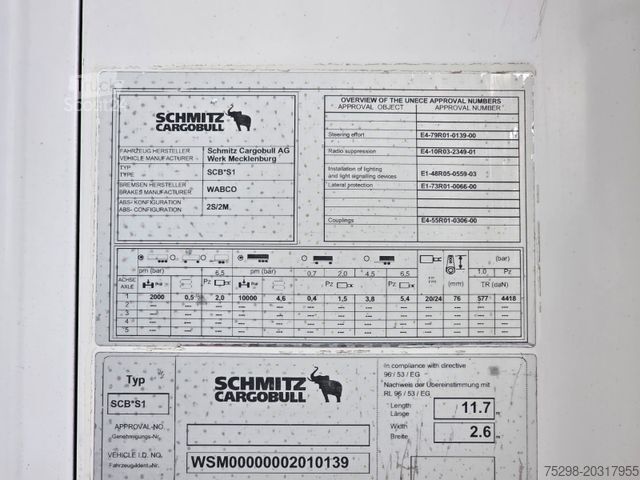 TRUCK
Scout24
SCHMITZ
CARGOBULL
FAHRZEUG HERSTELLER Schmitz Cargobull AG
VEHICLE MANUFACTURER Werk Mecklenburg
TYP
TYPE SCB*S1
BREMSEN HERSTELLER
BRAKES MANUFACTURER WABCO
ABS- KONFIGURATION
ABS- CONFIGURATION 2S/2M
OVERVIEW OF THE UNECE APPROVAL NUMBERS
APPROVAL OBJECT APPROVAL NUMBER
Steering effort E4-79R01-0139-00
Radio suppression E4-10R03-2349-01
Installation of lighting
and light signalling devices E1-48R05-0559-03
Lateral protection E1-73R01-0066-00
Couplings E4-55R01-0306-00
(bar)
pm (bar) 6,5 pm (bar) 0,7 2,0 4,5 6,5 1,0 Pz
ACHSE
AXLE Pz Pz Pz (mm) TR (daN)
1 2000 0,5 2,0 10000 4,6 0,4 1,5 3,8 5,4 20/24 76 577 4418
2 --- --- --- --- --- --- --- --- --- --- --- --- ---
3 --- --- --- --- --- --- --- --- --- --- --- --- ---
4 --- --- --- --- --- --- --- --- --- --- --- --- ---
5 --- --- --- --- --- --- --- --- --- --- --- --- ---
Typ
SCB*S1
SCHMITZ
CARGOBULL
In compliance with directive
96 / 53 / EG
Nachweis der Übereinstimmung mit
RL 96 / 53 / EG
Length
Länge 11.7 m
Width
Breite 2.6 m
APPROVAL-NO.
Genehmigungs-Nr.
VEHICLE I.D. NO.
Fahrzeug-Ident.-Nr. WSM00000002010139
75298-20317955